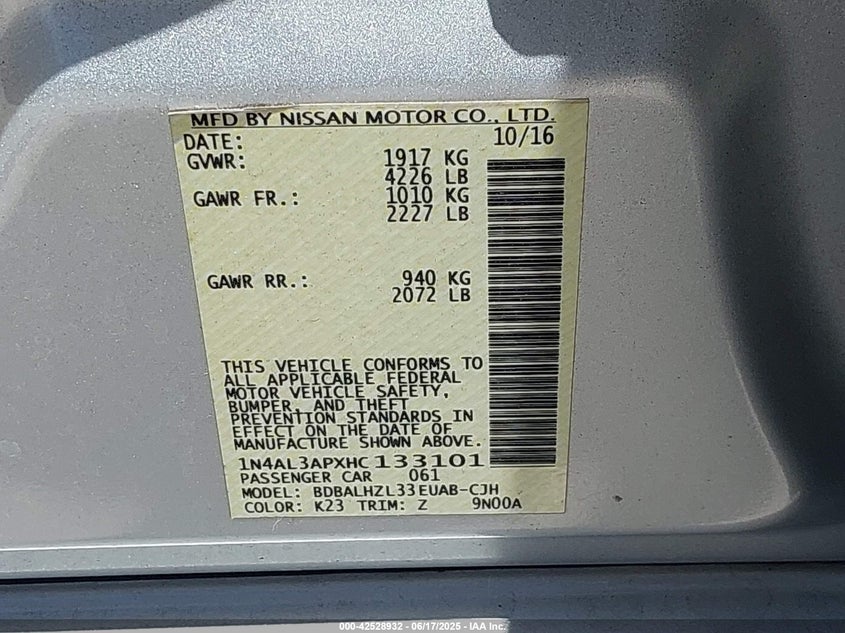 MFD BY NISSAN MOTOR CO., LTD.
DATE: 10/16
GVWR: 1917 KG
4226 LB
GAWR FR.: 1010 KG
2227 LB
GAWR RR.: 940 KG
2072 LB
THIS VEHICLE CONFORMS TO
ALL APPLICABLE FEDERAL
MOTOR VEHICLE SAFETY,
BUMPER, AND THEFT
PREVENTION STANDARDS IN
EFFECT ON THE DATE OF
MANUFACTURE SHOWN ABOVE.
1N4AL3APXHC133101
PASSENGER CAR 061
MODEL: BDBALHZL33EUAB-CJH
COLOR: K23 TRIM: Z 9N00A
000-42528932 - 06/17/2025 - IAA Inc.